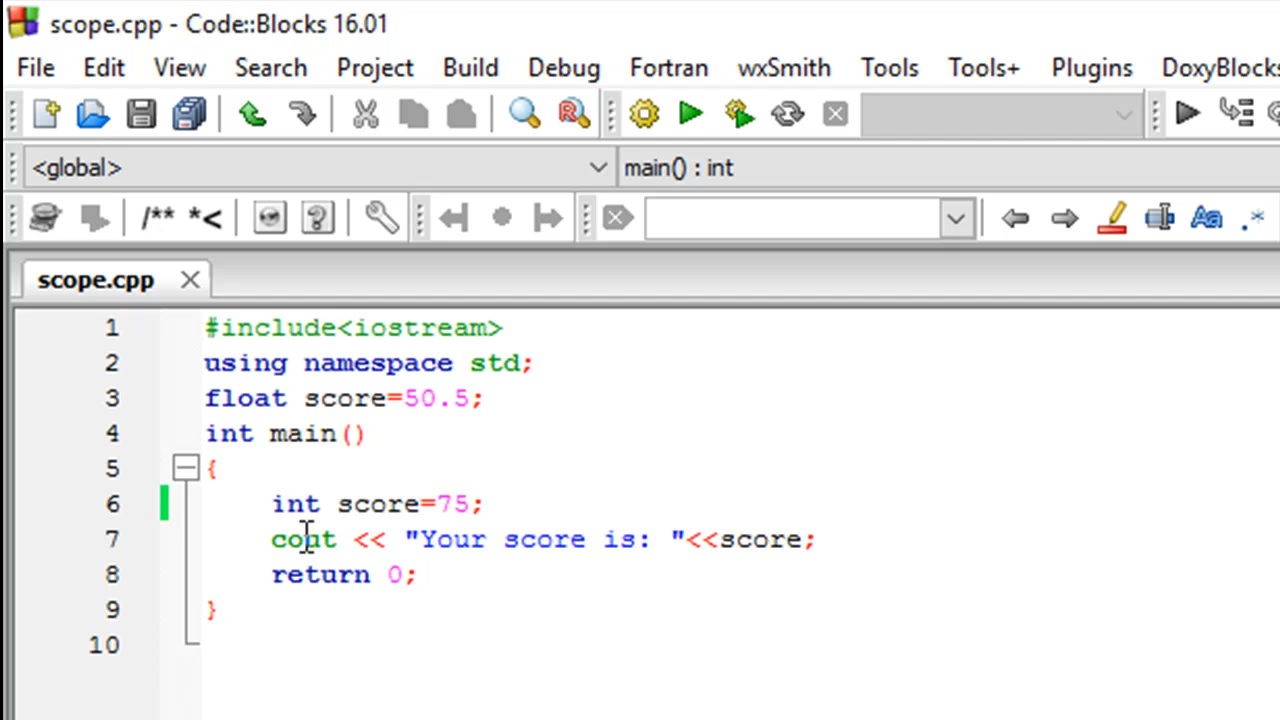 scope.cpp - Code::Blocks 16.01
File Edit View Search Project Build Debug Fortran wxSmith Tools Tools+ Plugins DoxyBlocks
<global> main() : int
/** *<
Aa .*
scope.cpp
1 #include<iostream>
2 using namespace std;
3 float score=50.5;
4 int main()
5 {
6 int score=75;
7 cout << "Your score is: "<<score;
8 return 0;
9 }
10